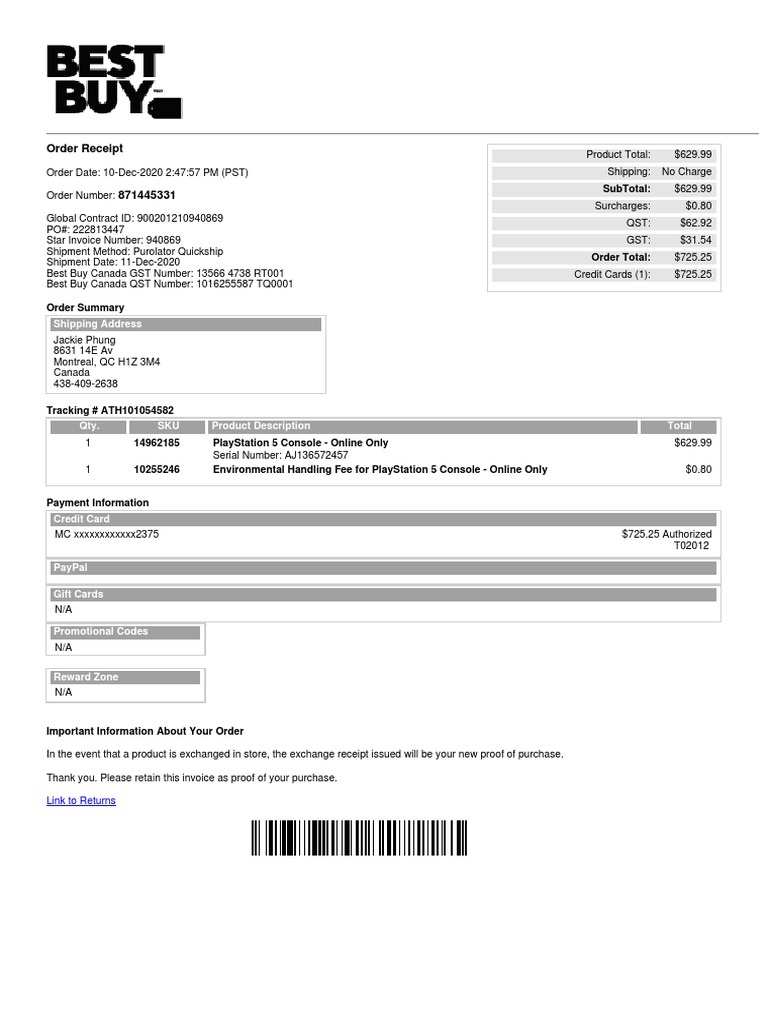 BEST
BUY
Order Receipt
Order Date: 10-Dec-2020 2:47:57 PM (PST)
Order Number: 871445331
Global Contract ID: 900201210940869
PO#: 222813447
Star Invoice Number: 940869
Shipment Method: Purolator Quickship
Shipment Date: 11-Dec-2020
Best Buy Canada GST Number: 13566 4738 RT001
Best Buy Canada QST Number: 1016255587 TQ0001
Product Total: $629.99
Shipping: No Charge
SubTotal: $629.99
Surcharges: $0.80
QST: $62.92
GST: $31.54
Order Total: $725.25
Credit Cards (1): $725.25
Order Summary
Shipping Address
Jackie Phung
8631 14E Av
Montreal, QC H1Z 3M4
Canada
438-409-2638
Tracking # ATH101054582
Qty. SKU Product Description Total
1 14962185 PlayStation 5 Console - Online Only $629.99
Serial Number: AJ136572457
1 10255246 Environmental Handling Fee for PlayStation 5 Console - Online Only $0.80
Payment Information
Credit Card
MC xxxxxxxxxxxx2375 $725.25 Authorized
T02012
PayPal
Gift Cards
N/A
Promotional Codes
N/A
Reward Zone
N/A
Important Information About Your Order
In the event that a product is exchanged in store, the exchange receipt issued will be your new proof of purchase.
Thank you. Please retain this invoice as proof of your purchase.
Link to Returns